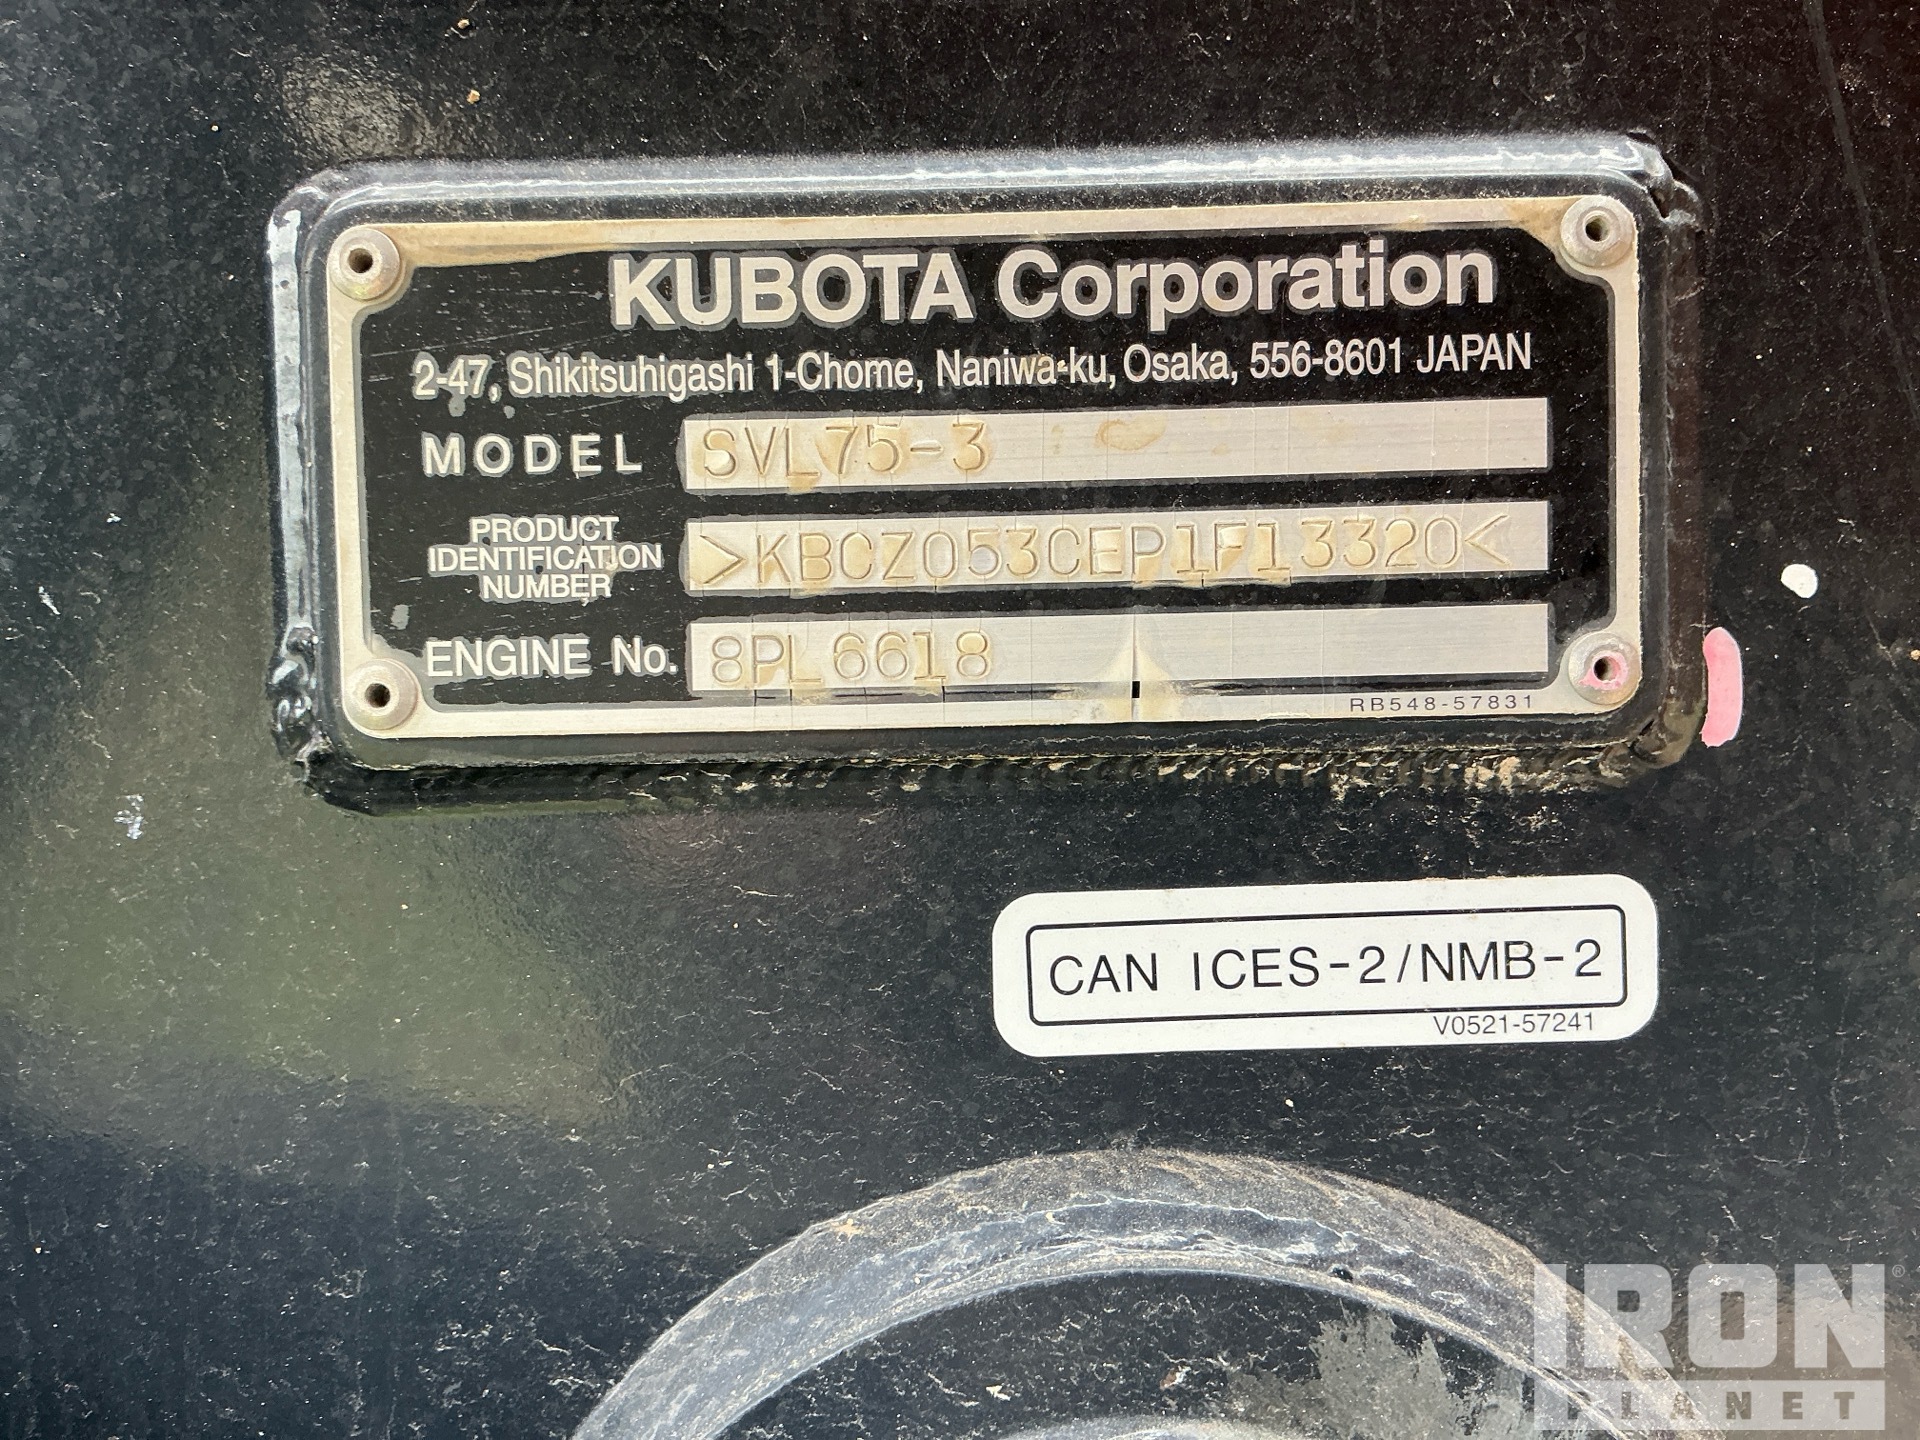 KUBOTA Corporation
2-47, Shikitsuhigashi 1-Chome, Naniwa-ku, Osaka, 556-8601 JAPAN
MODEL SVL75-3
PRODUCT
IDENTIFICATION
NUMBER
>KBCZ053CEP1F13320<
ENGINE No. 8PL6618
RB548-57831
CAN ICES-2/NMB-2
V0521-57241
IRON®
PLANET